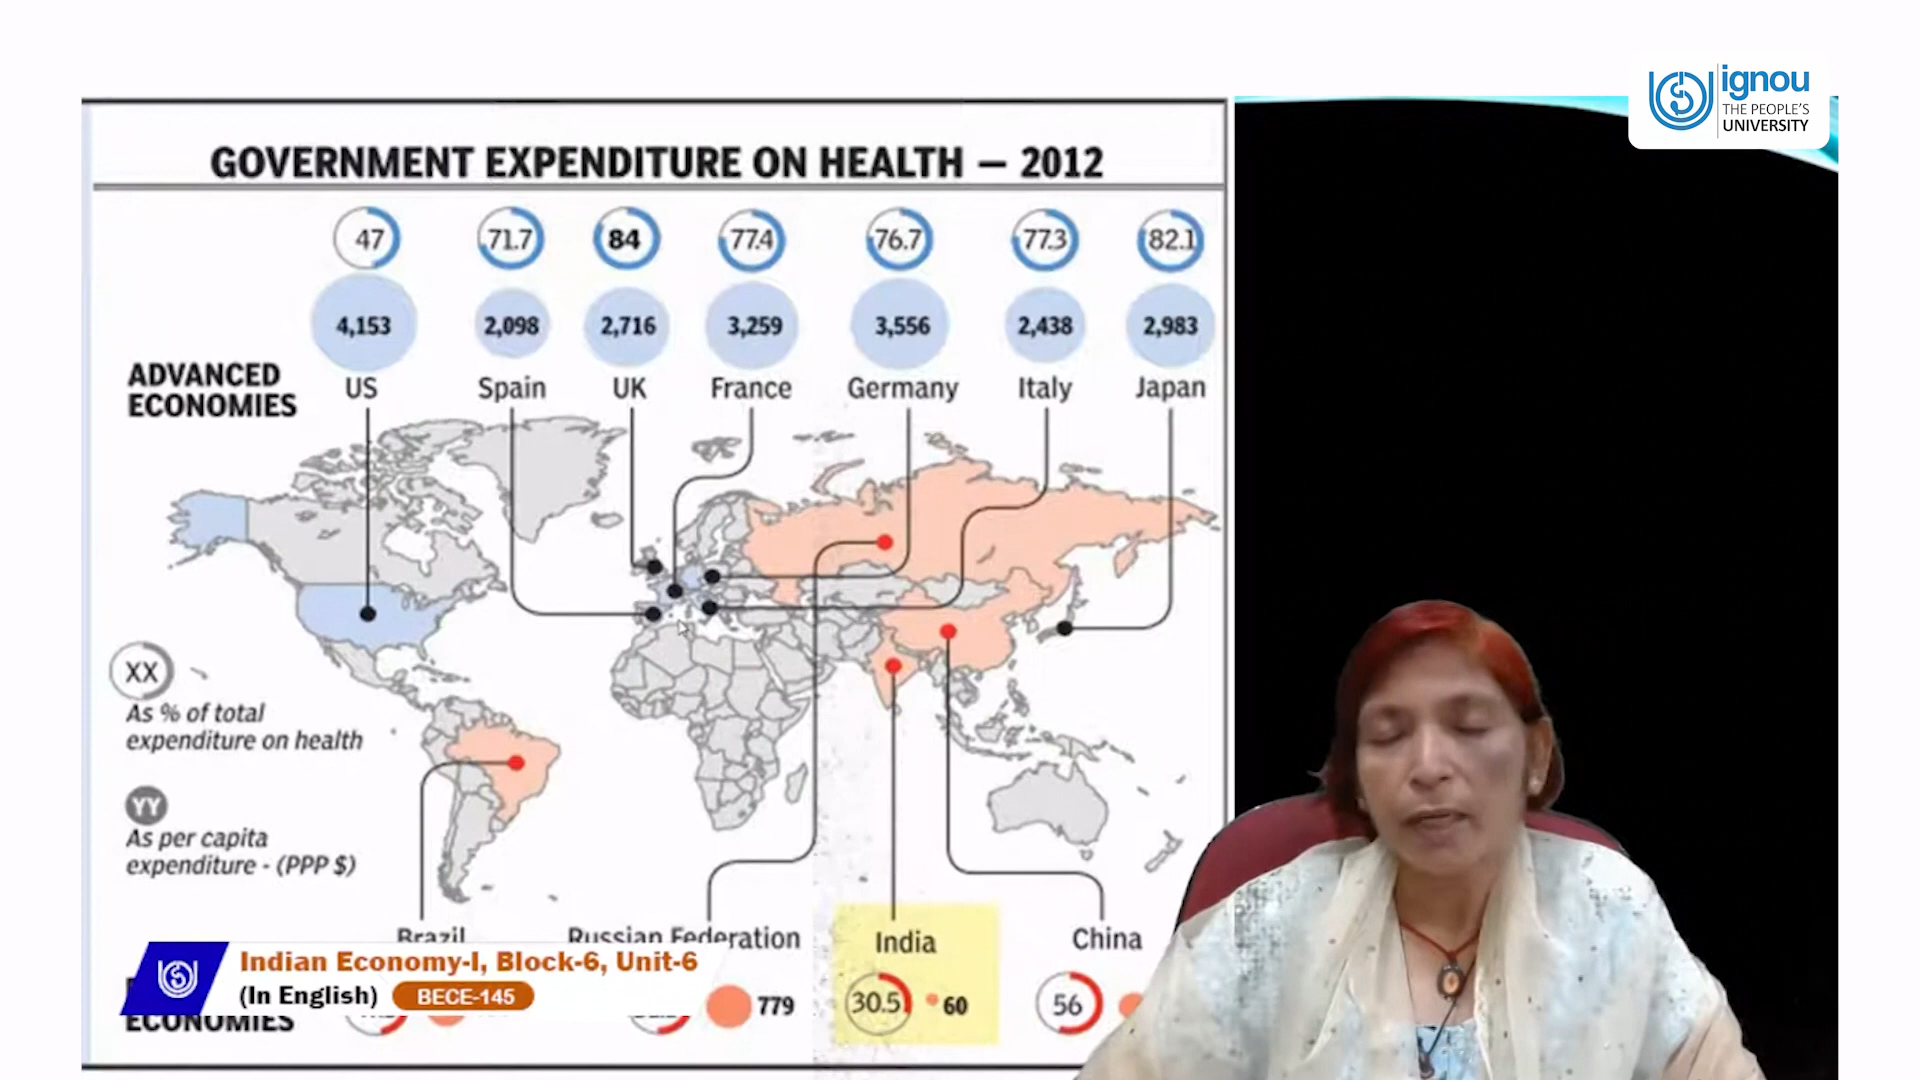 ignou
THE PEOPLE'S
UNIVERSITY
GOVERNMENT EXPENDITURE ON HEALTH — 2012
47 71.7 84 77.4 76.7 77.3 82.1
4,153 2,098 2,716 3,259 3,556 2,438 2,983
ADVANCED
ECONOMIES
US Spain UK France Germany Italy Japan
XX
As % of total
expenditure on health
YY
As per capita
expenditure - (PPP $)
Brazil Russian Federation India China
Indian Economy-I, Block-6, Unit-6
(In English) BECE-145
ECONOMIES
779 30.5 60 56